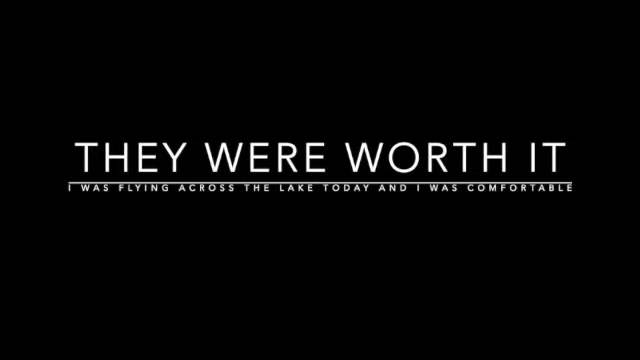 THEY WERE WORTH IT
I WAS FLYING ACROSS THE LAKE TODAY AND I WAS COMFORTABLE